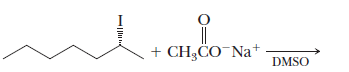 I
O
+ CH₃CO⁻Na⁺
DMSO